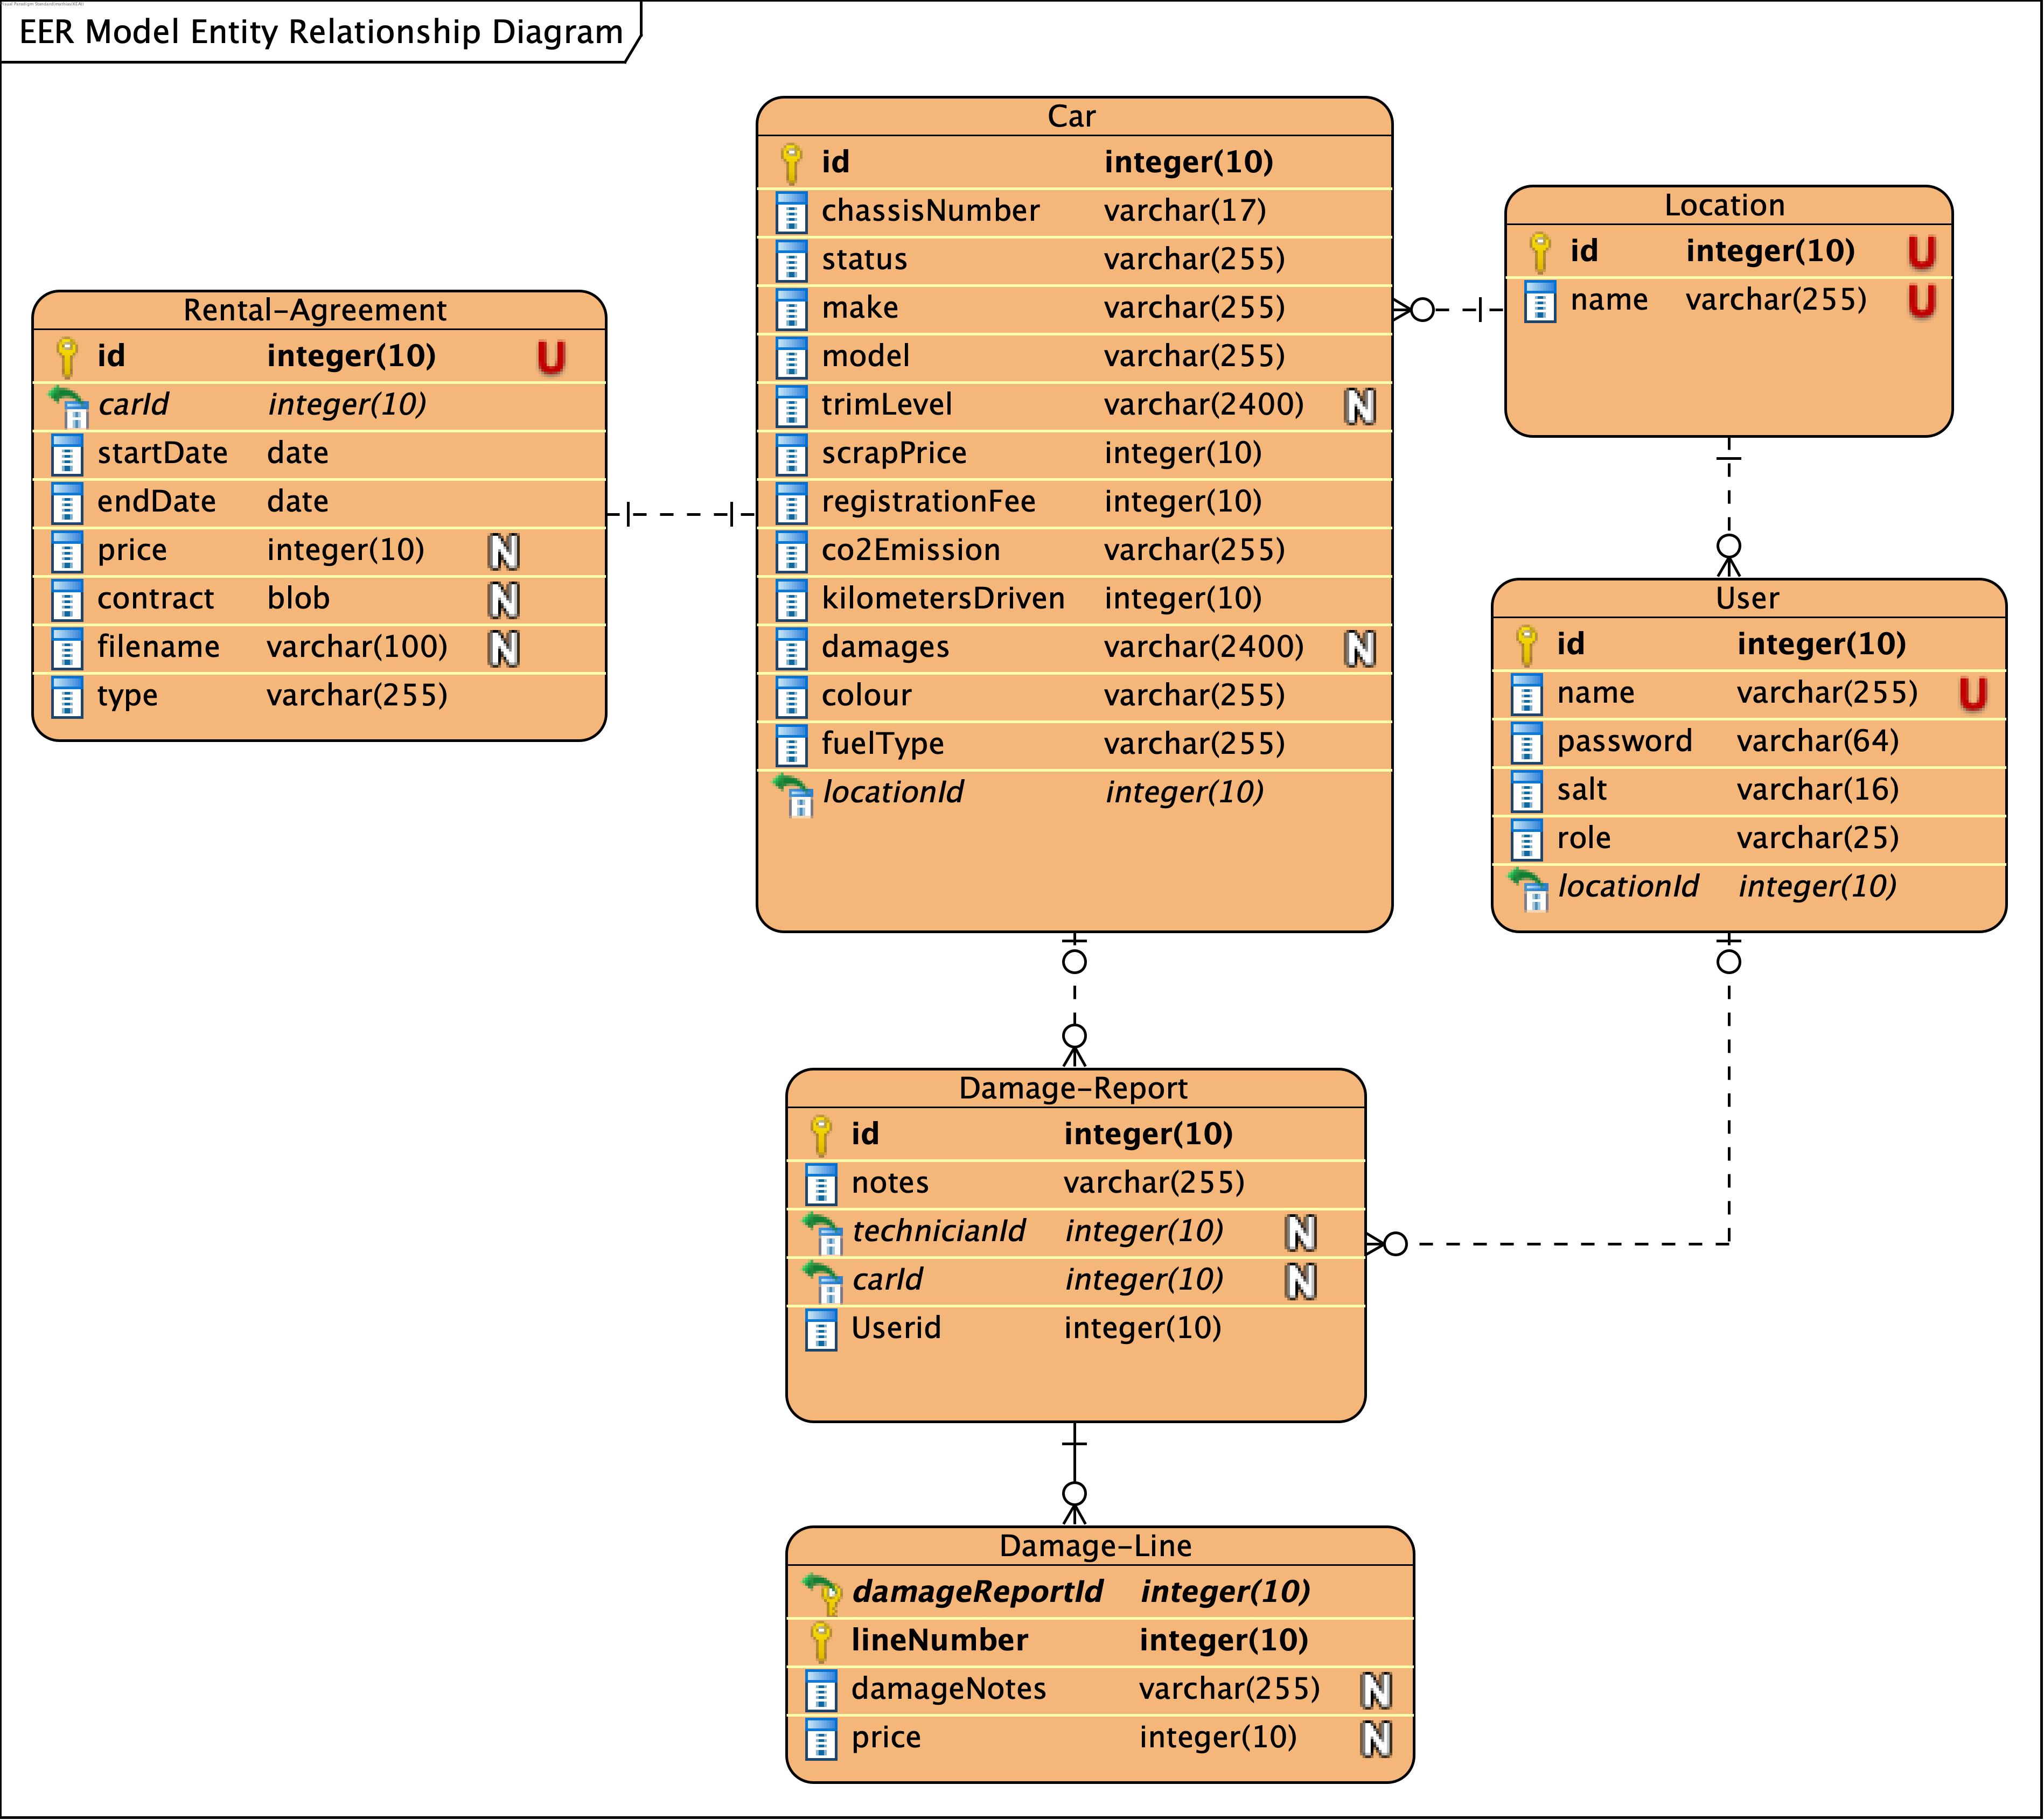 EER Model Entity Relationship Diagram
Car
id integer(10)
chassisNumber varchar(17)
status varchar(255)
make varchar(255)
model varchar(255)
trimLevel varchar(2400) N
scrapPrice integer(10)
registrationFee integer(10)
co2Emission varchar(255)
kilometersDriven integer(10)
damages varchar(2400) N
colour varchar(255)
fuelType varchar(255)
locationId integer(10)
Location
id integer(10) U
name varchar(255) U
Rental-Agreement
id integer(10) U
carId integer(10)
startDate date
endDate date
price integer(10) N
contract blob N
filename varchar(100) N
type varchar(255)
User
id integer(10)
name varchar(255) U
password varchar(64)
salt varchar(16)
role varchar(25)
locationId integer(10)
Damage-Report
id integer(10)
notes varchar(255)
technicianId integer(10) N
carId integer(10) N
Userid integer(10)
Damage-Line
damageReportId integer(10)
lineNumber integer(10)
damageNotes varchar(255) N
price integer(10) N